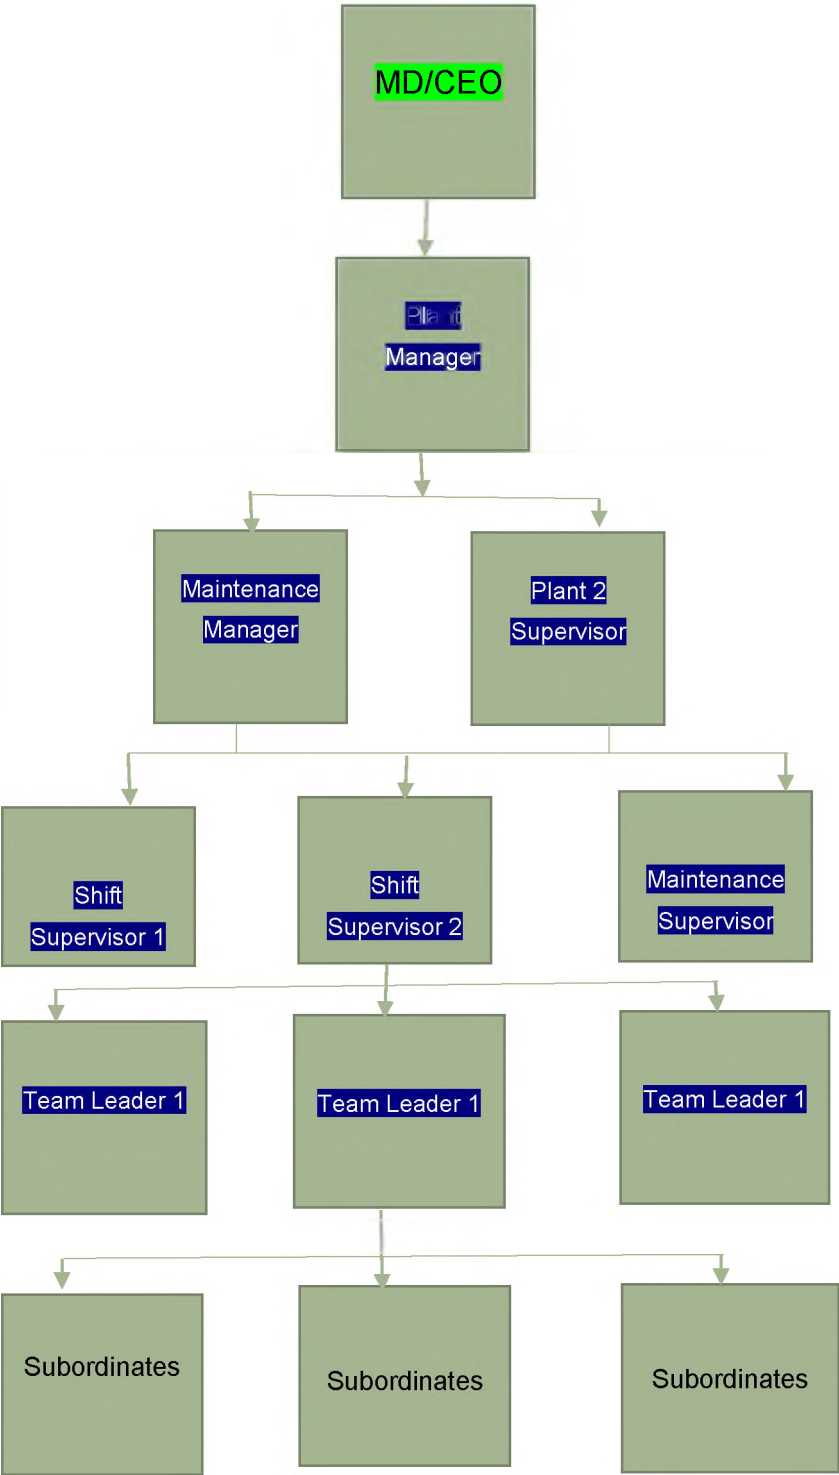 MD/CEO
Plant
Manager
Maintenance
Manager
Plant 2
Supervisor
Shift
Supervisor 1
Shift
Supervisor 2
Maintenance
Supervisor
Team Leader 1
Team Leader 1
Team Leader 1
Subordinates
Subordinates
Subordinates